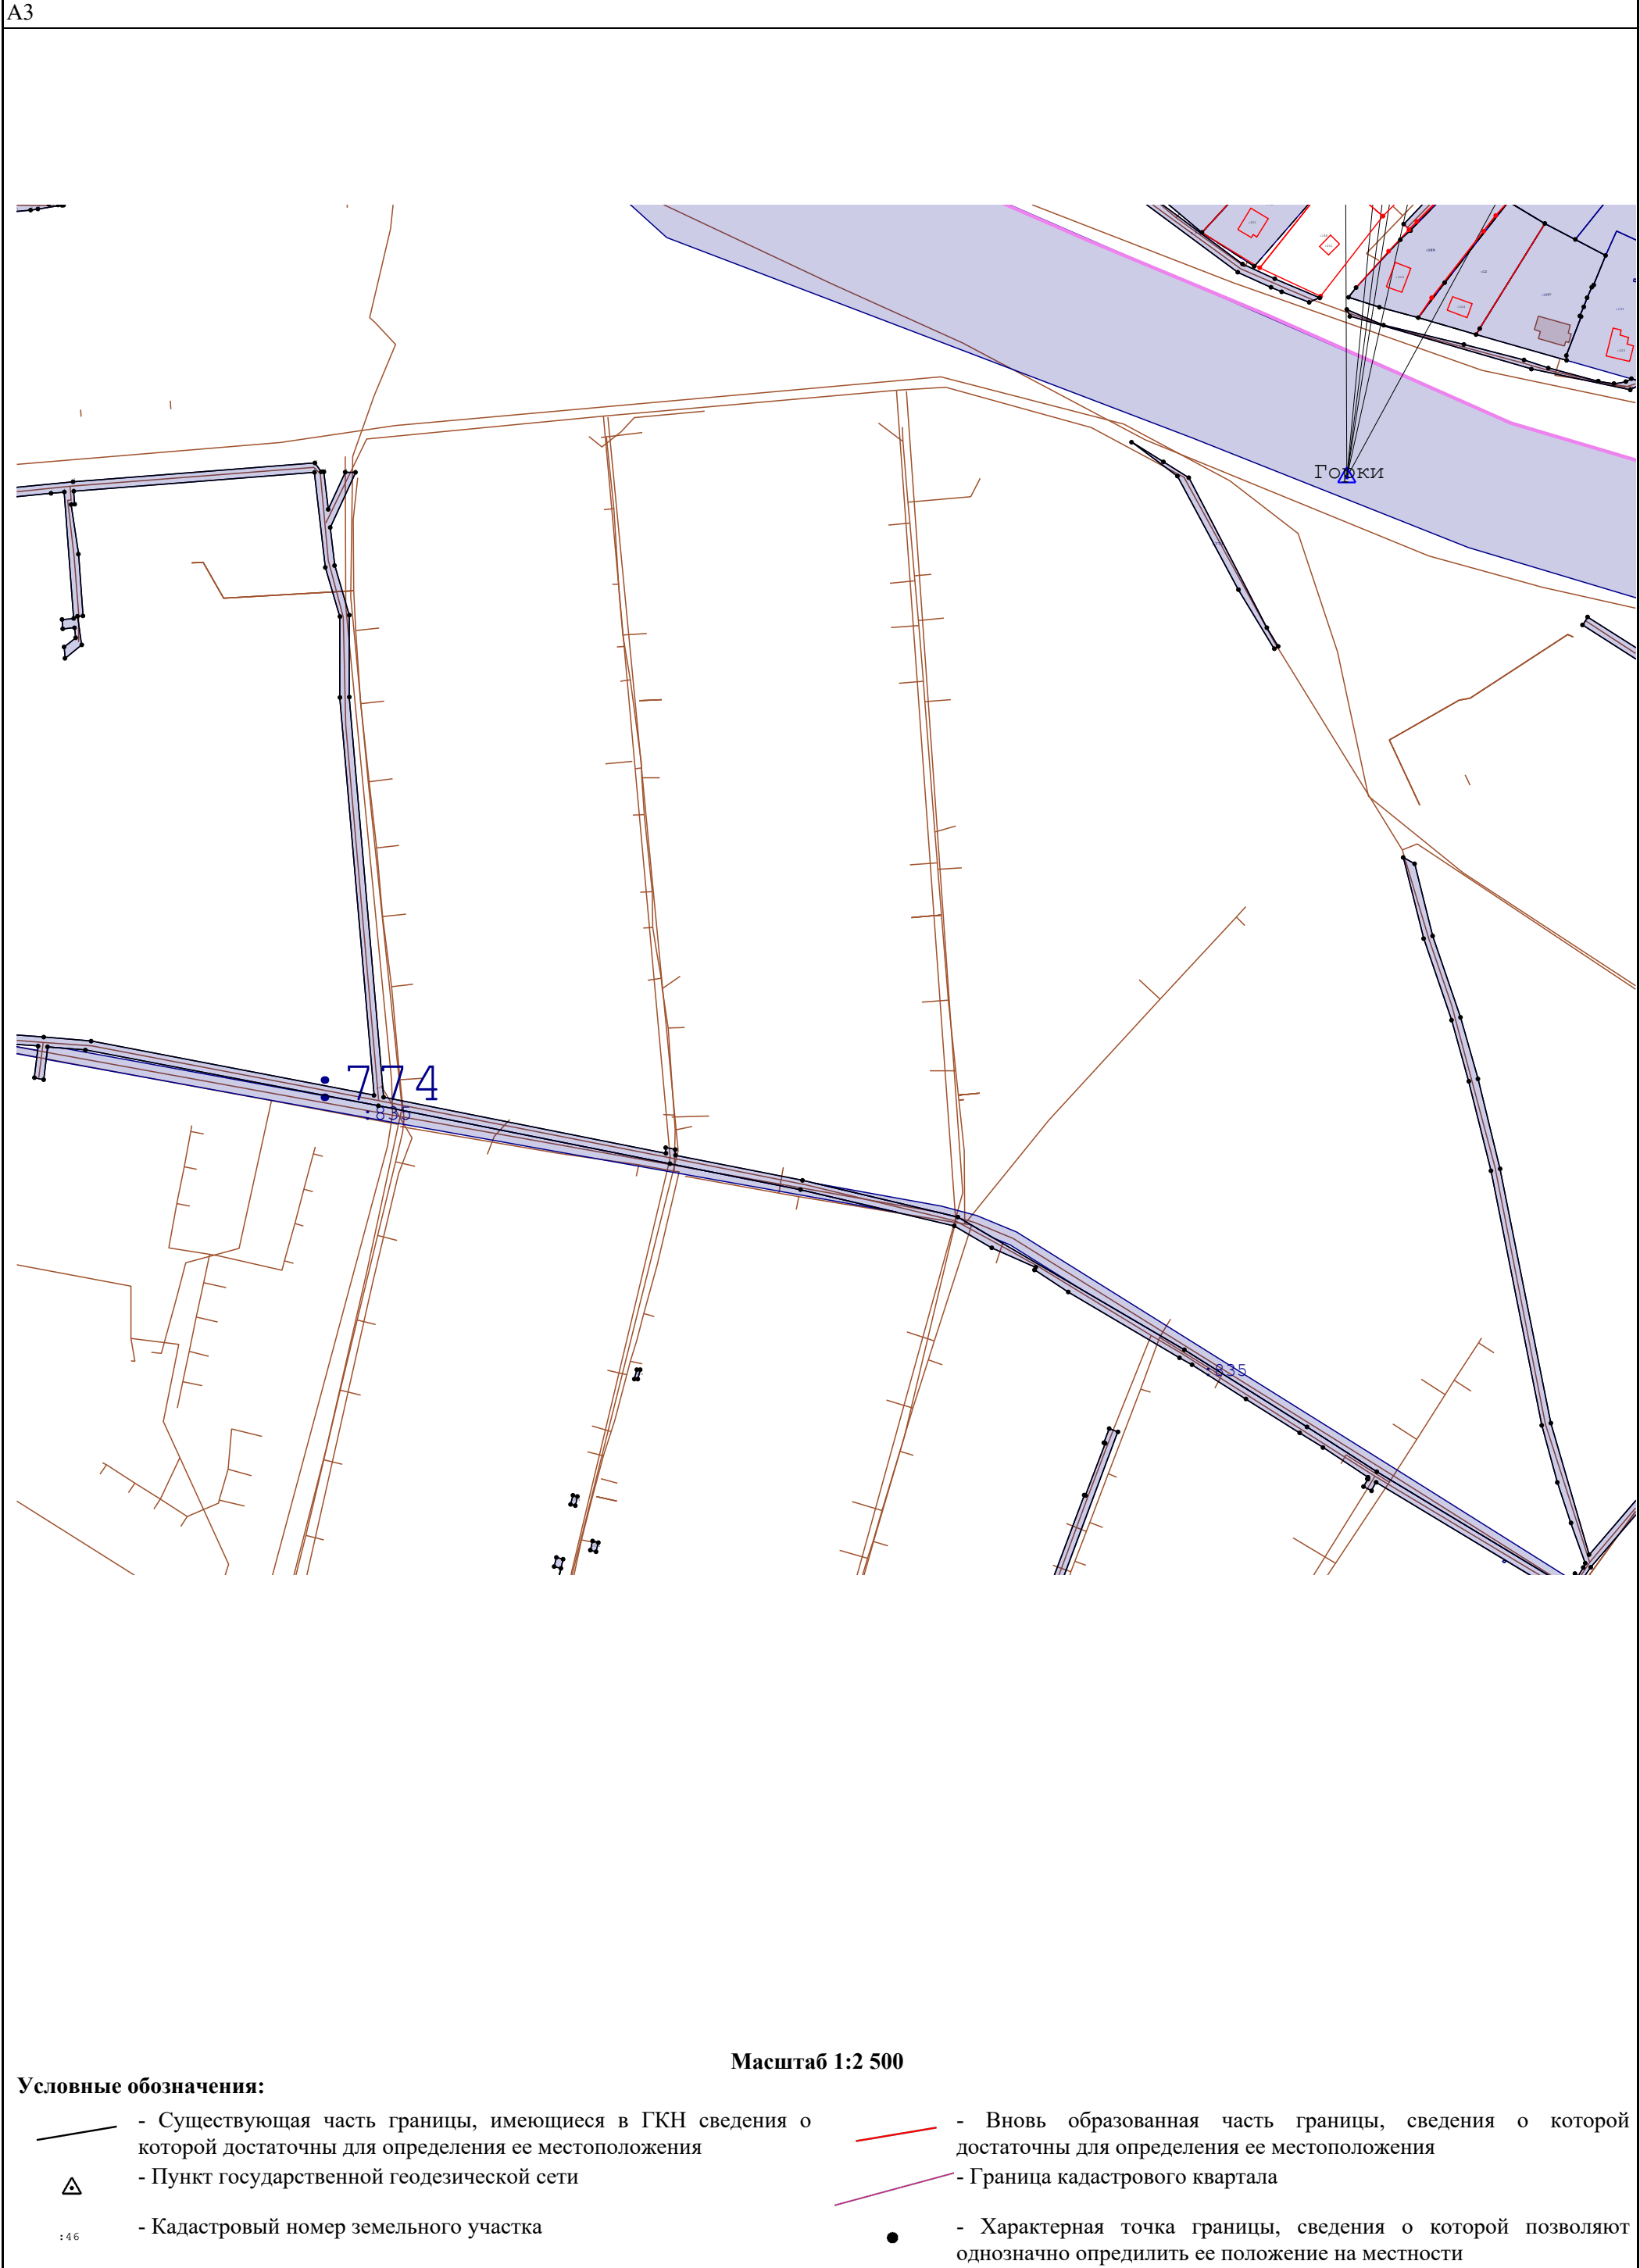 А3
Горки
:774
:835
:835
Масштаб 1:2 500
Условные обозначения:
- Существующая часть границы, имеющиеся в ГКН сведения о
которой достаточны для определения ее местоположения
- Вновь образованная часть границы, сведения о которой
достаточны для определения ее местоположения
- Пункт государственной геодезической сети
- Граница кадастрового квартала
:46
- Кадастровый номер земельного участка
- Характерная точка границы, сведения о которой позволяют
однозначно опредилить ее положение на местности